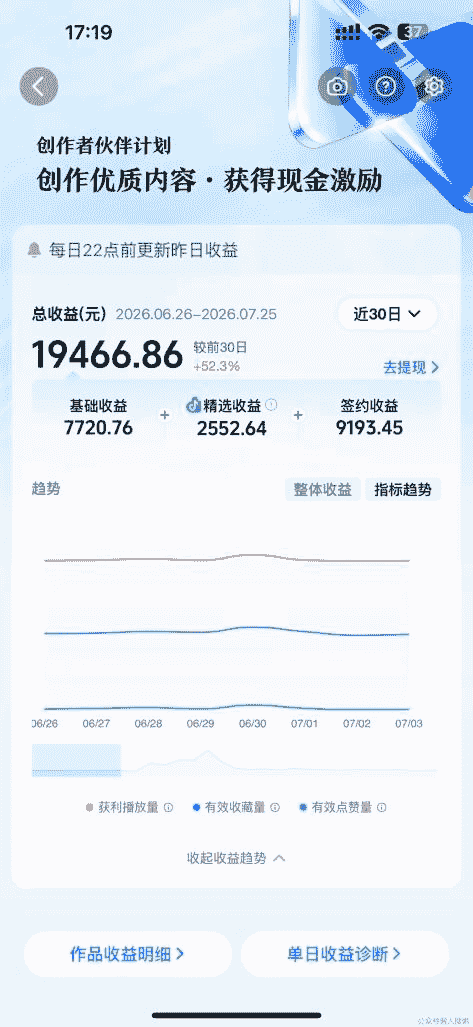 17:19
37
创作者伙伴计划
创作优质内容·获得现金激励
每日22点前更新昨日收益
总收益(元) 2026.06.26-2026.07.25 近30日
19466.86 较前30日
+52.3% 去提现
基础收益 + 精选收益 + 签约收益
7720.76 2552.64 9193.45
趋势 整体收益 指标趋势
06/26 06/27 06/28 06/29 06/30 07/01 07/02 07/03
获利播放量 有效收藏量 有效点赞量
收起收益趋势
作品收益明细 单日收益诊断